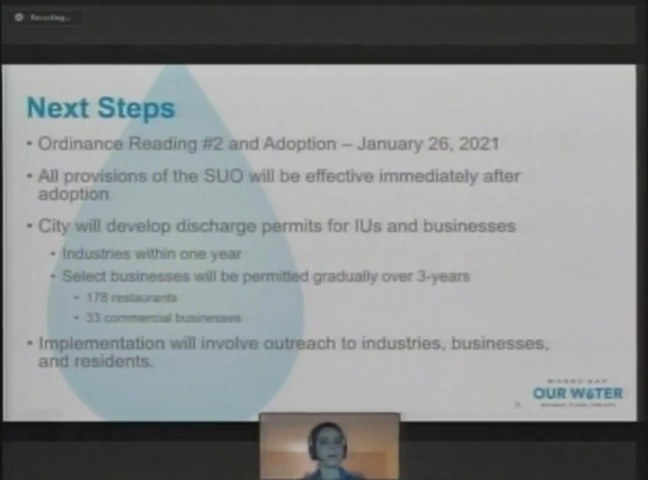 Recording...
Next Steps
• Ordinance Reading #2 and Adoption – January 26, 2021
• All provisions of the SUO will be effective immediately after
adoption
• City will develop discharge permits for IUs and businesses
• Industries within one year
• Select businesses will be permitted gradually over 3-years
• 178 restaurants
• 33 commercial businesses
• Implementation will involve outreach to industries, businesses,
and residents.
OUR WATER